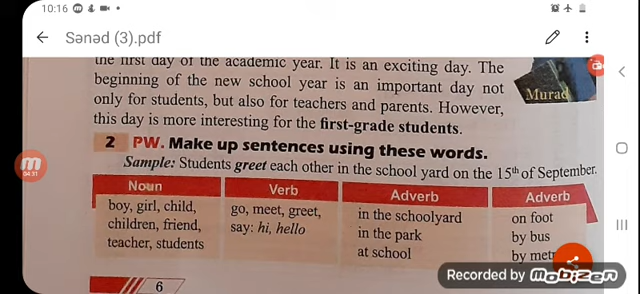 10:16
Sənəd (3).pdf
the first day of the academic year. It is an exciting day. The
beginning of the new school year is an important day not
only for students, but also for teachers and parents. However,
this day is more interesting for the first-grade students.
Murad
2 PW. Make up sentences using these words.
Sample: Students greet each other in the school yard on the 15th of September.
Noun Verb Adverb Adverb
boy, girl, child, go, meet, greet, in the schoolyard on foot
children, friend, say: hi, hello in the park by bus
teacher, students at school by
04:31
6
Recorded by Mobizen